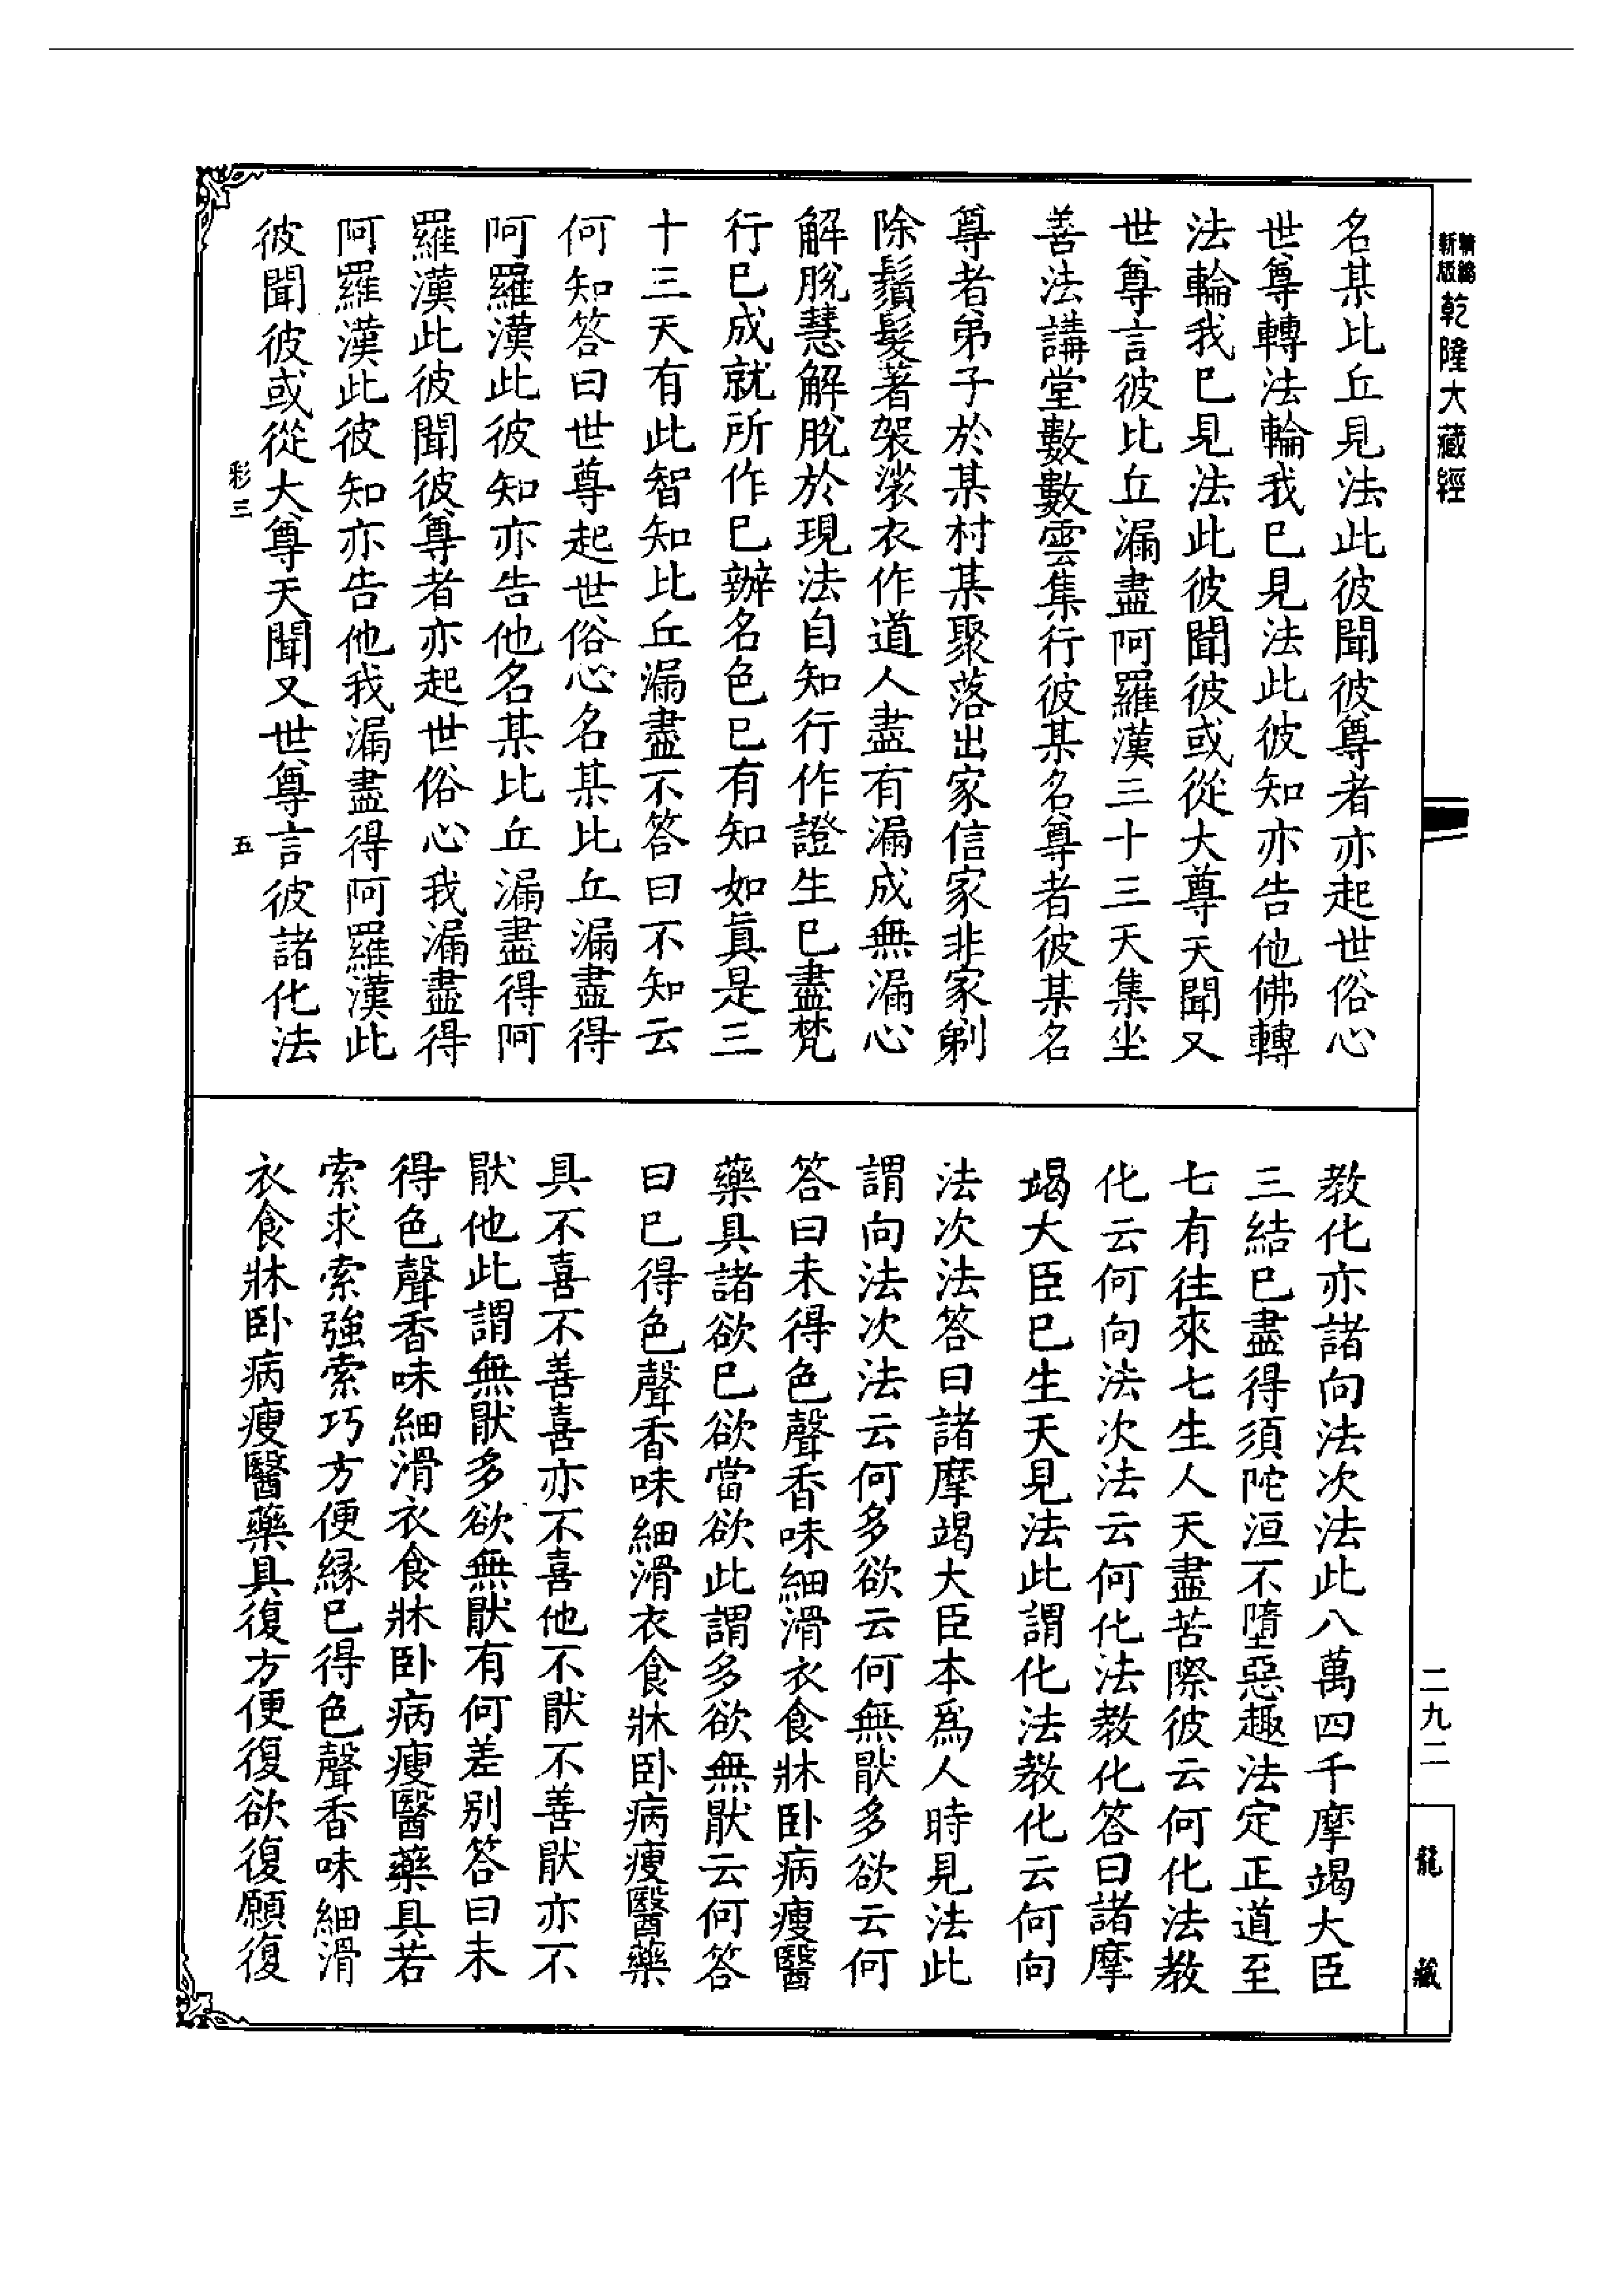 新版
精縮
乾隆大藏經
名某比丘見法此彼聞彼尊者亦起世俗心
世尊轉法輪我已見法此彼知亦告他佛轉
法輪我已見法此彼聞彼或從大尊天聞又
世尊言彼比丘漏盡阿羅漢三十三天集坐
善法講堂數數雲集行彼某名尊者彼某名
尊者弟子於某村某聚落出家信家非家剃
除鬚髮著袈裟衣作道人盡有漏成無漏心
解脫慧解脫於現法自知行作證生已盡梵
行已成就所作已辦名色已有知如真是三
十三天有此智知比丘漏盡不答曰不知云
何知答曰世尊起世俗心名某比丘漏盡得
阿羅漢此彼知亦告他名某比丘漏盡得阿
羅漢此彼聞彼尊者亦起世俗心我漏盡得
阿羅漢此彼知亦告他我漏盡得阿羅漢此
彼聞彼或從大尊天聞又世尊言彼諸化法
彩三
五
教化亦諸向法次法此八萬四千摩竭大臣
三結已盡得須陀洹不墮惡趣法定正道至
七有往來七生人天盡苦際彼云何化法教
化云何向法次法云何化法教化答曰諸摩
竭大臣已生天見法此謂化法教化云何向
法次法答曰諸摩竭大臣本為人時見法此
謂向法次法云何多欲云何無猒多欲云何
答曰未得色聲香味細滑衣食牀卧病瘦醫
藥具諸欲已欲當欲此謂多欲無猒云何答
曰已得色聲香味細滑衣食牀卧病瘦醫藥
具不喜不善喜亦不喜他不猒不善猒亦不
猒他此謂無猒多欲無猒有何差別答曰未
得色聲香味細滑衣食牀卧病瘦醫藥具若
索求索強索巧方便緣已得色聲香味細滑
衣食牀卧病瘦醫藥具復方便復欲復願復
二九二
龍藏